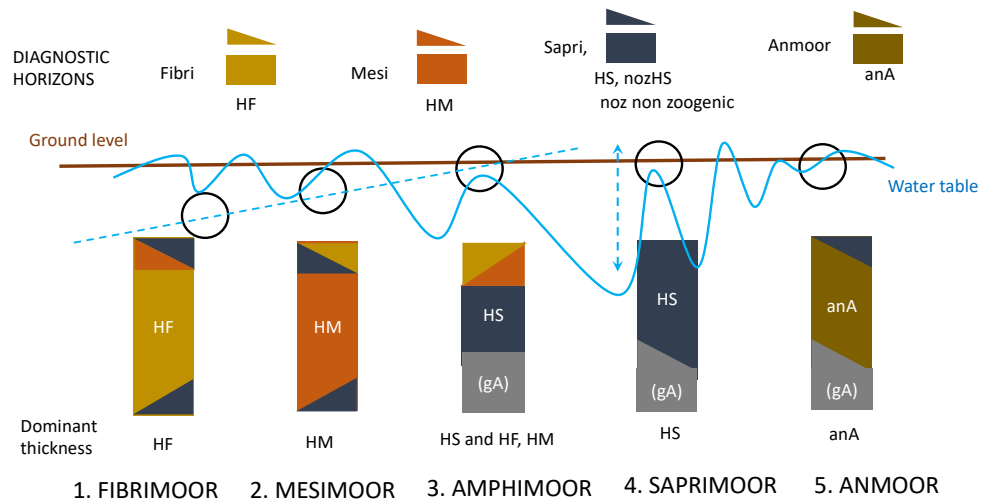 DIAGNOSTIC
HORIZONS
Fibri
HF
Mesi
HM
Sapri,
HS, nozHS
noz non zoogenic
Anmoor
anA
Ground level
Water table
HF
HM
HS
(gA)
HS
(gA)
anA
(gA)
Dominant
thickness
HF
HM
HS and HF, HM
HS
anA
1. FIBRIMOOR
2. MESIMOOR
3. AMPHIMOOR
4. SAPRIMOOR
5. ANMOOR